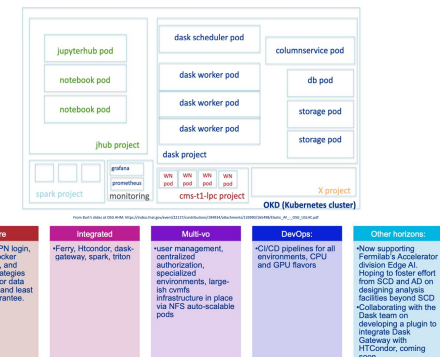 jupyterhub pod
notebook pod
notebook pod
jhub project
dask scheduler pod
dask worker pod
dask worker pod
dask worker pod
dask project
columnservice pod
db pod
storage pod
storage pod
spark project
grafana
prometheus
monitoring
WN pod
WN pod
WN pod
WN pod
cms-t1-lpc project
X project
OKD (Kubernetes cluster)
From Burt's slides at OSG AHM:
re
PN login,
ocker
, and
ategies
or data
and least
rantee.
Integrated
•Ferry, Htcondor, dask-
gateway, spark, triton
Multi-vo
•user management,
centralized
authorization,
specialized
environments, large-
ish cvmfs
infrastructure in place
via NFS auto-scalable
pods
DevOps:
•CI/CD pipelines for all
environments, CPU
and GPU flavors
Other horizons:
•Now supporting
Fermilab's Accelerator
division Edge AI.
Hoping to foster effort
from SCD and AD on
designing analysis
facilities beyond SCD
•Collaborating with the
Dask team on
developing a plugin to
integrate Dask
Gateway with
HTCondor, coming
soon